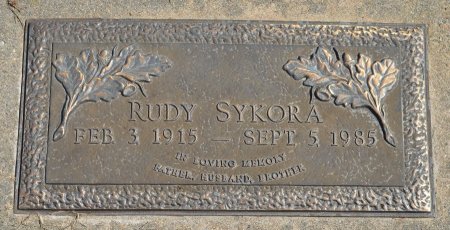 RUDY SYKORA
FEB. 3, 1915 — SEPT. 5, 1985
IN LOVING MEMORY
FATHER, HUSBAND, BROTHER